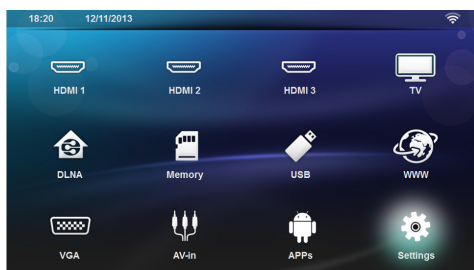 18:20 12/11/2013
HDMI 1 HDMI 2 HDMI 3 TV
DLNA Memory USB WWW
VGA AV-in APPs Settings